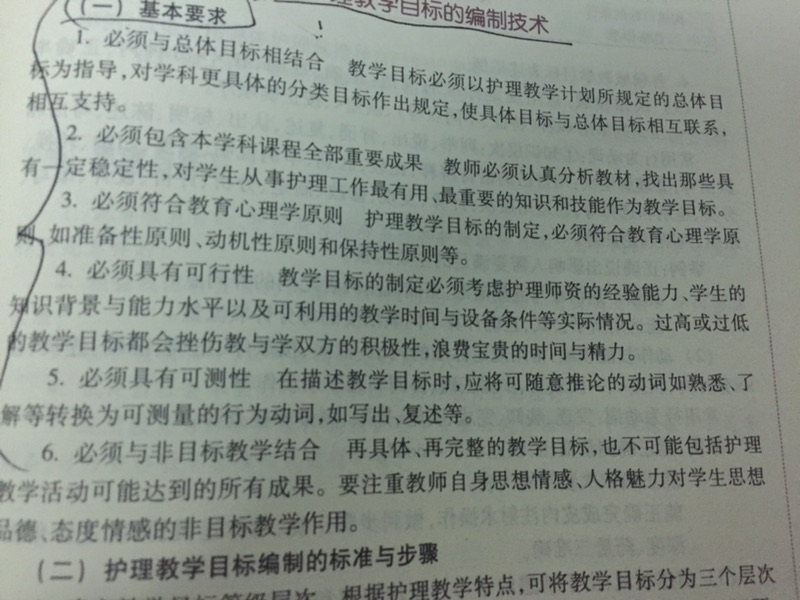 理教学目标的编制技术
(一) 基本要求
1. 必须与总体目标相结合 教学目标必须以护理教学计划所规定的总体目
标为指导,对学科更具体的分类目标作出规定,使具体目标与总体目标相互联系,
相互支持。
2. 必须包含本学科课程全部重要成果 教师必须认真分析教材,找出那些具
有一定稳定性,对学生从事护理工作最有用、最重要的知识和技能作为教学目标。
3. 必须符合教育心理学原则 护理教学目标的制定,必须符合教育心理学原
则,如准备性原则、动机性原则和保持性原则等。
4. 必须具有可行性 教学目标的制定必须考虑护理师资的经验能力、学生的
知识背景与能力水平以及可利用的教学时间与设备条件等实际情况。过高或过低
的教学目标都会挫伤教与学双方的积极性,浪费宝贵的时间与精力。
5. 必须具有可测性 在描述教学目标时,应将可随意推论的动词如熟悉、了
解等转换为可测量的行为动词,如写出、复述等。
6. 必须与非目标教学结合 再具体、再完整的教学目标,也不可能包括护理
教学活动可能达到的所有成果。要注重教师自身思想情感、人格魅力对学生思想
品德、态度情感的非目标教学作用。
(二) 护理教学目标编制的标准与步骤
层次 根据护理教学特点,可将教学目标分为三个层次